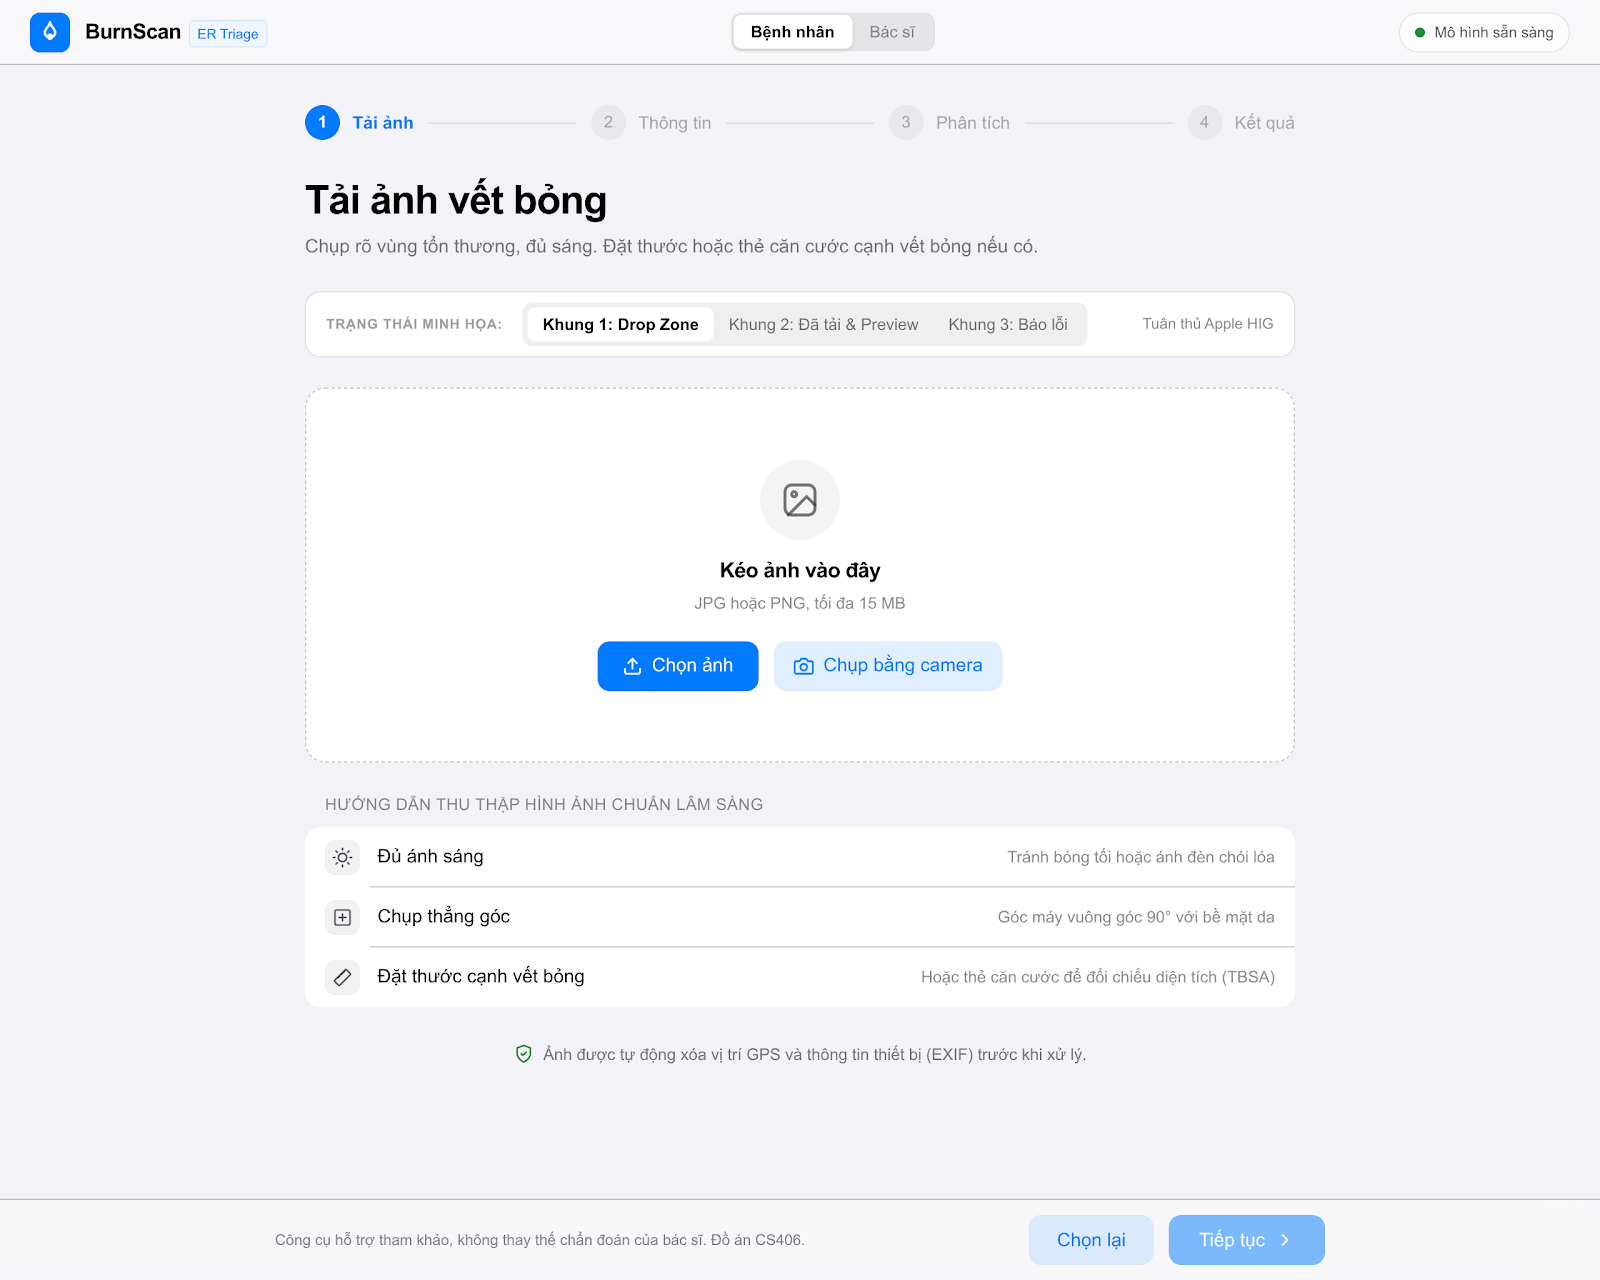 BurnScan
ER Triage
Bệnh nhân
Bác sĩ
Mô hình sẵn sàng
1
Tải ảnh
2
Thông tin
3
Phân tích
4
Kết quả
Tải ảnh vết bỏng
Chụp rõ vùng tổn thương, đủ sáng. Đặt thước hoặc thẻ căn cước cạnh vết bỏng nếu có.
TRẠNG THÁI MINH HỌA:
Khung 1: Drop Zone
Khung 2: Đã tải & Preview
Khung 3: Báo lỗi
Tuân thủ Apple HIG
Kéo ảnh vào đây
JPG hoặc PNG, tối đa 15 MB
Chọn ảnh
Chụp bằng camera
HƯỚNG DẪN THU THẬP HÌNH ẢNH CHUẨN LÂM SÀNG
Đủ ánh sáng
Tránh bóng tối hoặc ánh đèn chói lóa
Chụp thẳng góc
Góc máy vuông góc 90° với bề mặt da
Đặt thước cạnh vết bỏng
Hoặc thẻ căn cước để đối chiếu diện tích (TBSA)
Ảnh được tự động xóa vị trí GPS và thông tin thiết bị (EXIF) trước khi xử lý.
Công cụ hỗ trợ tham khảo, không thay thế chẩn đoán của bác sĩ. Đồ án CS406.
Chọn lại
Tiếp tục